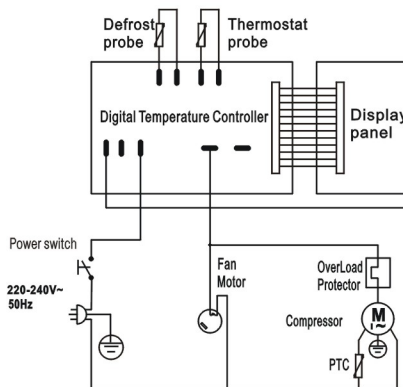 Defrost
probe
Thermostat
probe
Digital Temperature Controller
Display
panel
Power switch
220-240V~
50Hz
Fan
Motor
OverLoad
Protector
Compressor
M
1~
PTC